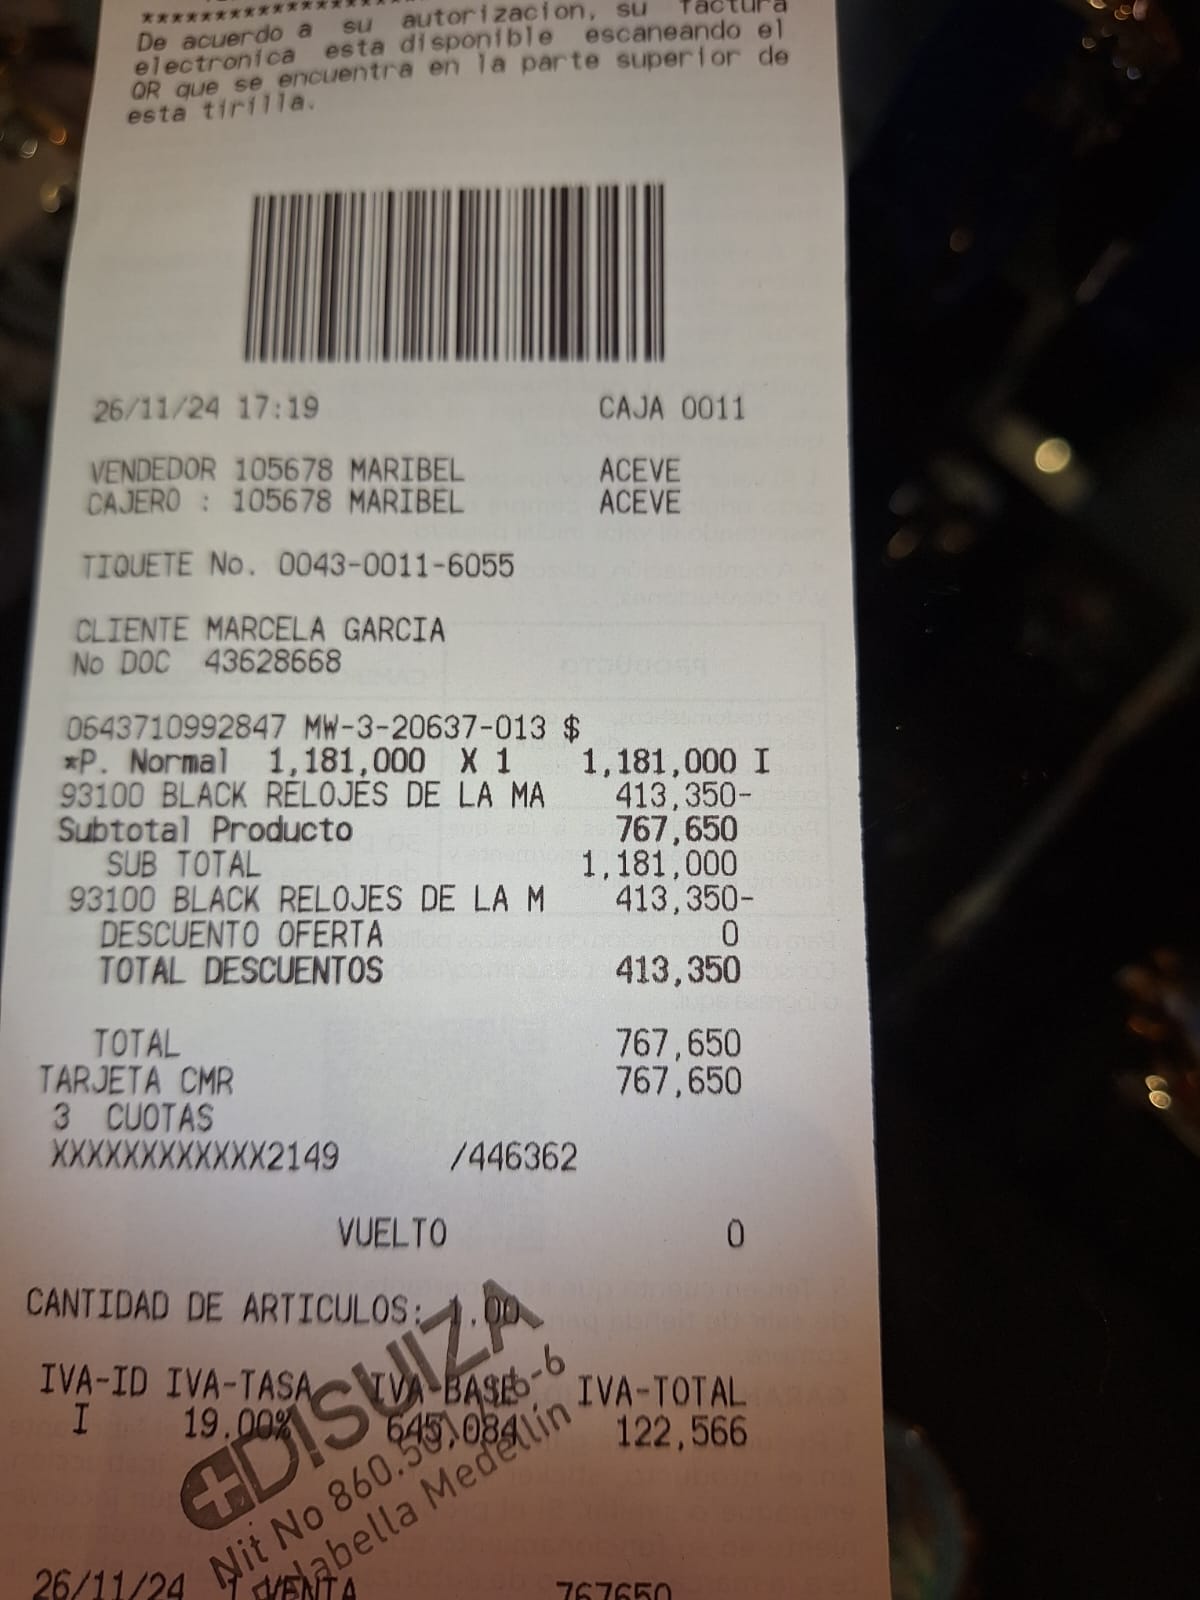 ********************
De acuerdo a su autorizacion, su factura
electronica esta disponible escaneando el
QR que se encuentra en la parte superior de
esta tirilla.
26/11/24 17:19 CAJA 0011
VENDEDOR 105678 MARIBEL ACEVE
CAJERO : 105678 MARIBEL ACEVE
TIQUETE No. 0043-0011-6055
CLIENTE MARCELA GARCIA
No DOC 43628668
0643710992847 MW-3-20637-013 $
*P. Normal 1,181,000 X 1 1,181,000 I
93100 BLACK RELOJES DE LA MA 413,350-
Subtotal Producto 767,650
SUB TOTAL 1,181,000
93100 BLACK RELOJES DE LA M 413,350-
DESCUENTO OFERTA 0
TOTAL DESCUENTOS 413,350
TOTAL 767,650
TARJETA CMR 767,650
3 CUOTAS
XXXXXXXXXXXX2149 /446362
VUELTO 0
CANTIDAD DE ARTICULOS: 1.00
IVA-ID IVA-TASA IVA-BASE IVA-TOTAL
I 19.00% 645,084 122,566
DISUIZA
Nit No 860.50
Medellín
26/11/24 1 VENTA 767650